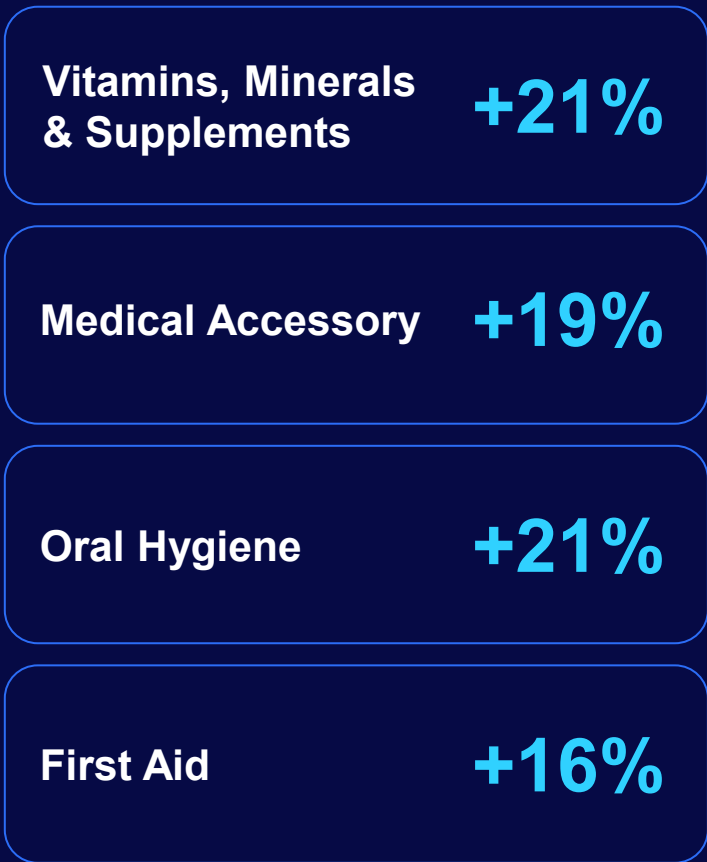 Vitamins, Minerals
& Supplements
+21%
Medical Accessory
+19%
Oral Hygiene
+21%
First Aid
+16%